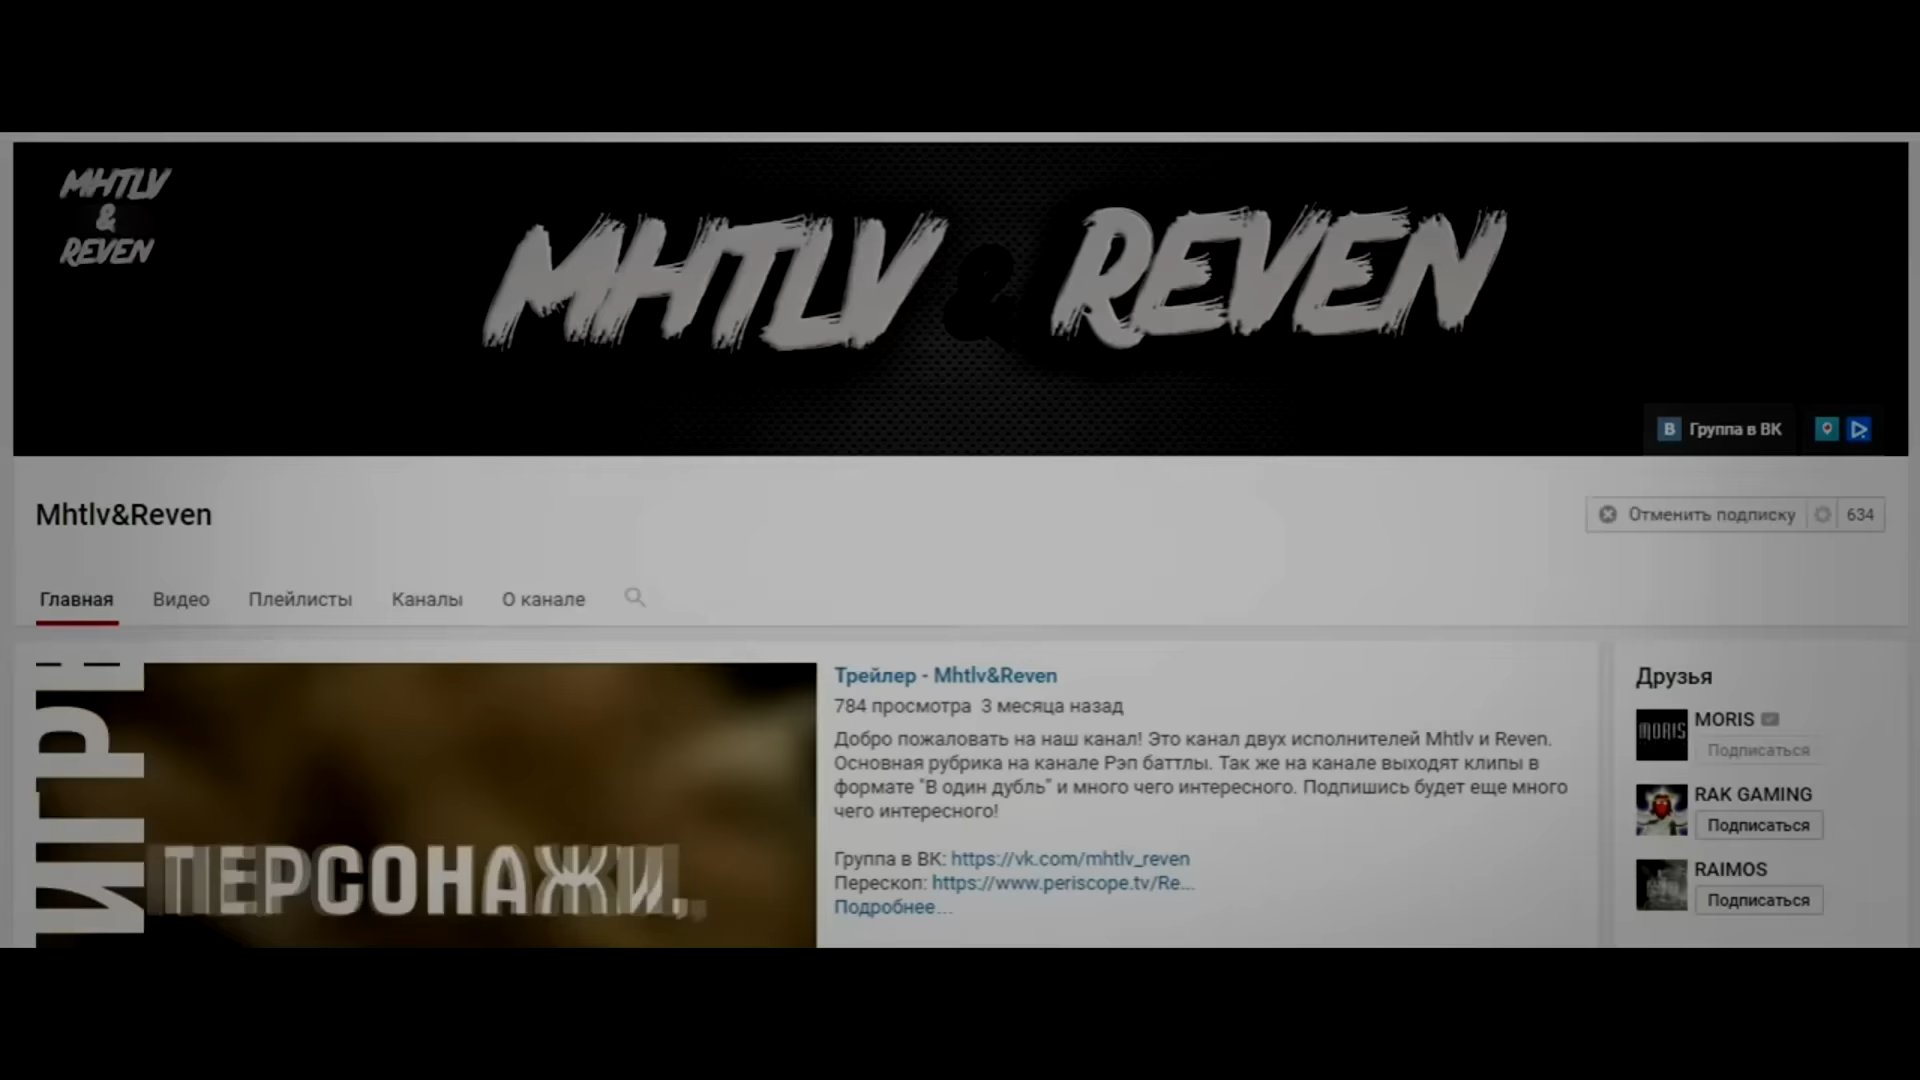 MHTLV
&
REVEN
MHTLV & REVEN
Группа в ВК
Mhtlv&Reven
Отменить подписку 634
Главная Видео Плейлисты Каналы О канале
ПЕРСОНАЖИ,
Трейлер - Mhtlv&Reven
784 просмотра 3 месяца назад
Добро пожаловать на наш канал! Это канал двух исполнителей Mhtlv и Reven.
Основная рубрика на канале Рэп баттлы. Так же на канале выходят клипы в
формате "В один дубль" и много чего интересного. Подпишись будет еще много
чего интересного!
Группа в ВК: https://vk.com/mhtlv_reven
Перескоп: https://www.periscope.tv/Re...
Подробнее...
Друзья
MORIS
MORIS
Подписаться
RAK GAMING
Подписаться
RAIMOS
Подписаться